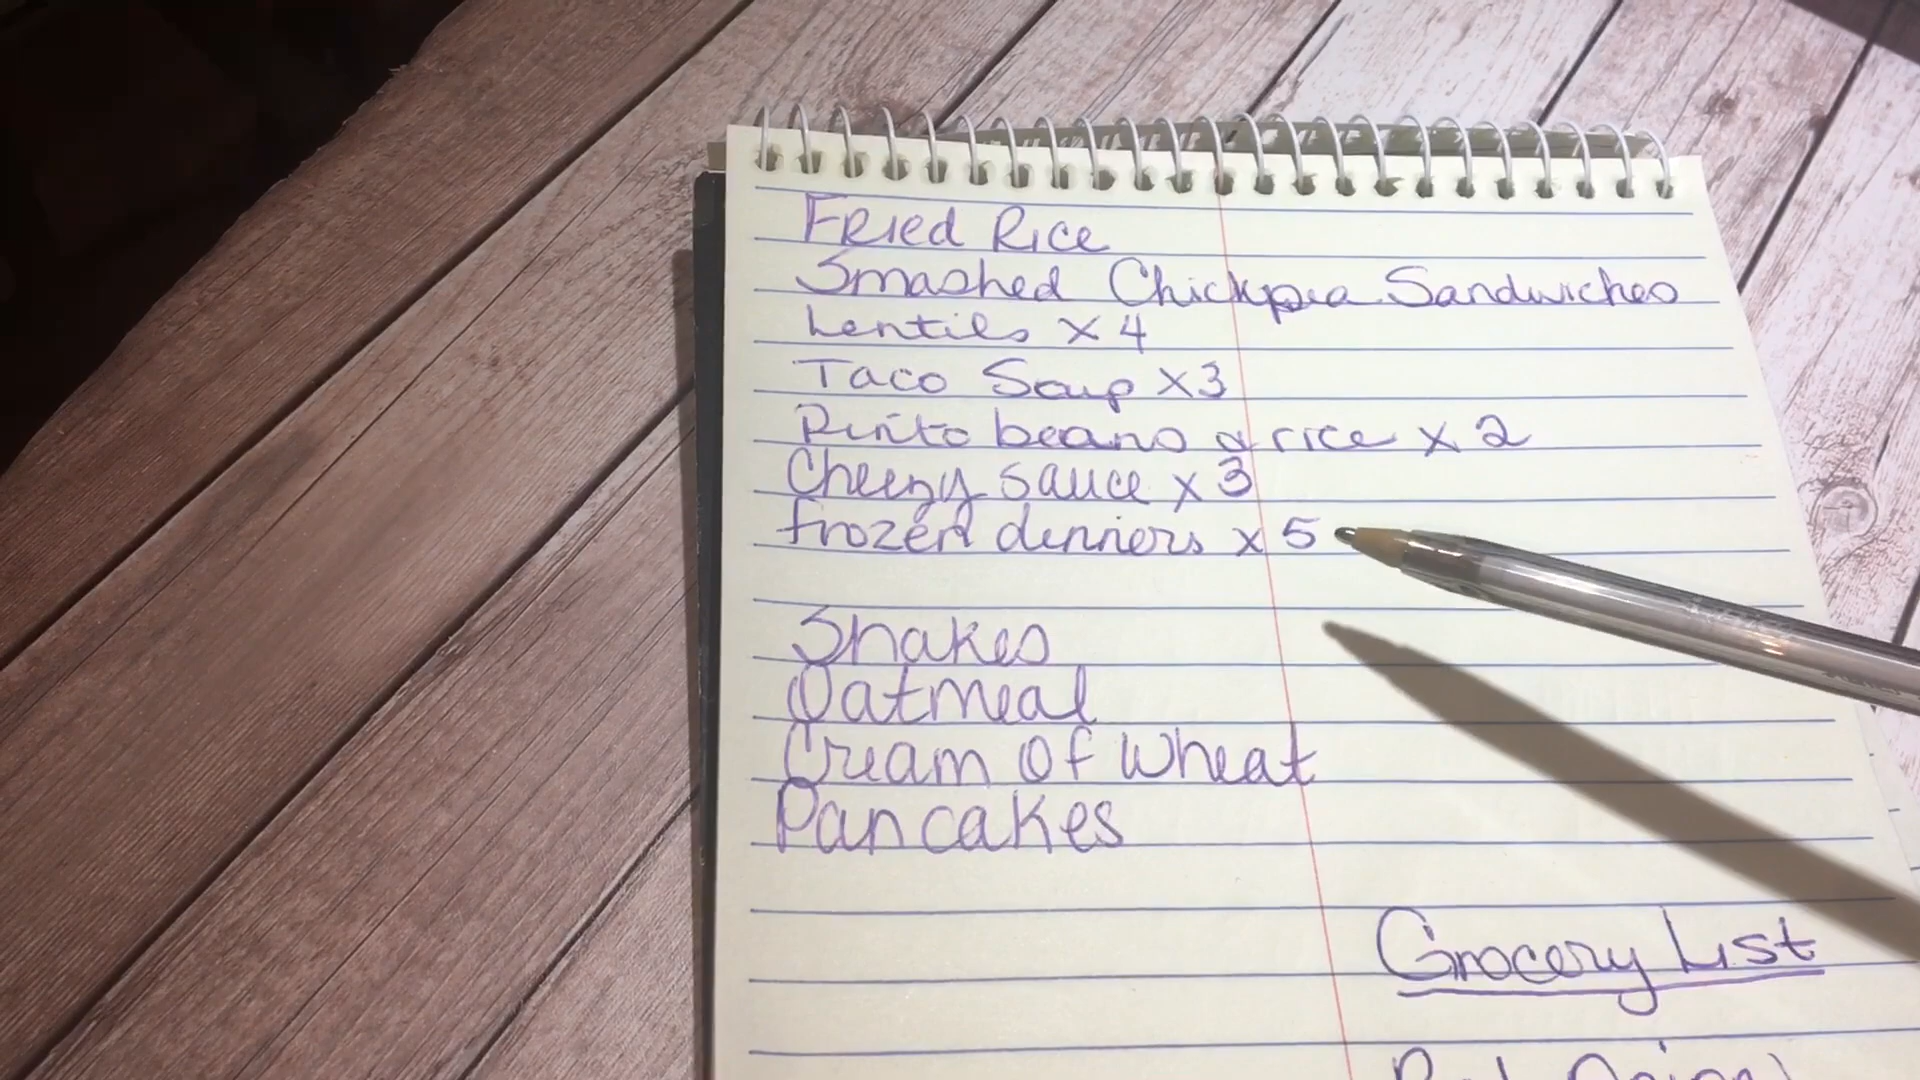 Fried Rice
Smashed Chickpea Sandwiches
Lentils x 4
Taco Soup x3
Pinto beans & rice x 2
Cheezy sauce x 3
frozen dinners x 5
Shakes
Oatmeal
Cream of wheat
Pancakes
Grocery List